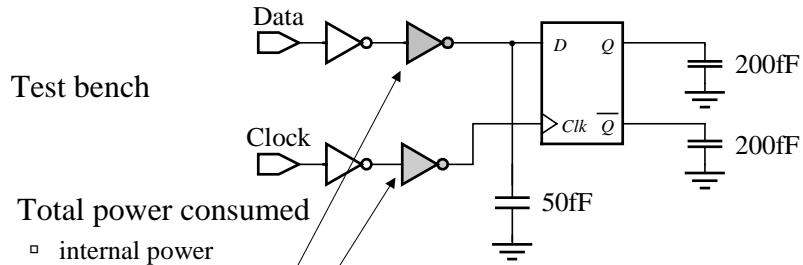 Data
D
Q
200fF
Test bench
Clock
Clk
Q
200fF
50fF
Total power consumed
internal power